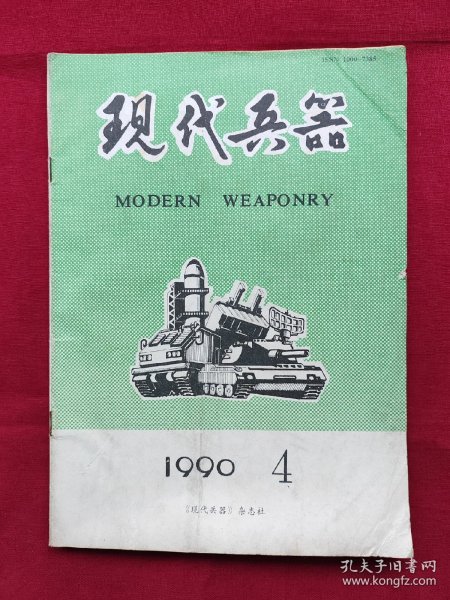 ISSN 1000-7385
现代兵器
MODERN WEAPONRY
1990 4
《现代兵器》杂志社
孔夫子旧书网
www.kongfz.com